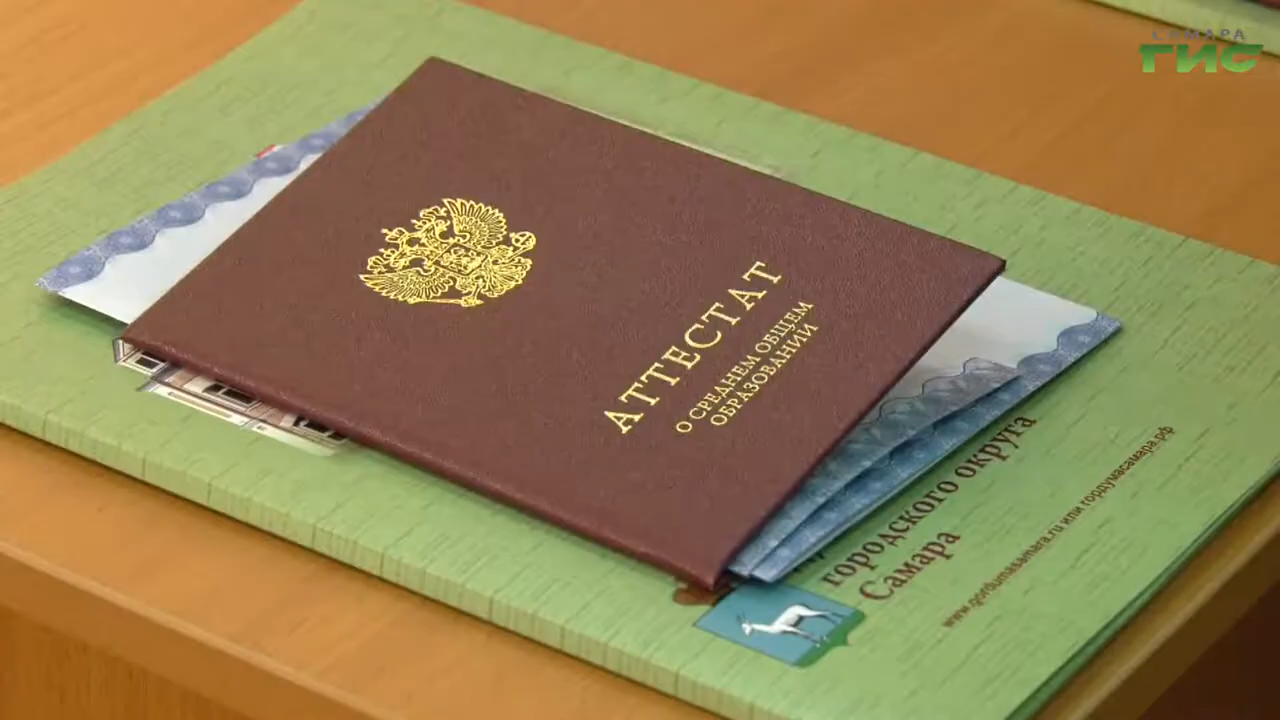 САМАРА
ГИС
АТТЕСТАТ
О СРЕДНЕМ ОБЩЕМ
ОБРАЗОВАНИИ
городского округа
Самара
www.gordumasamara.ru или гордумасамара.рф